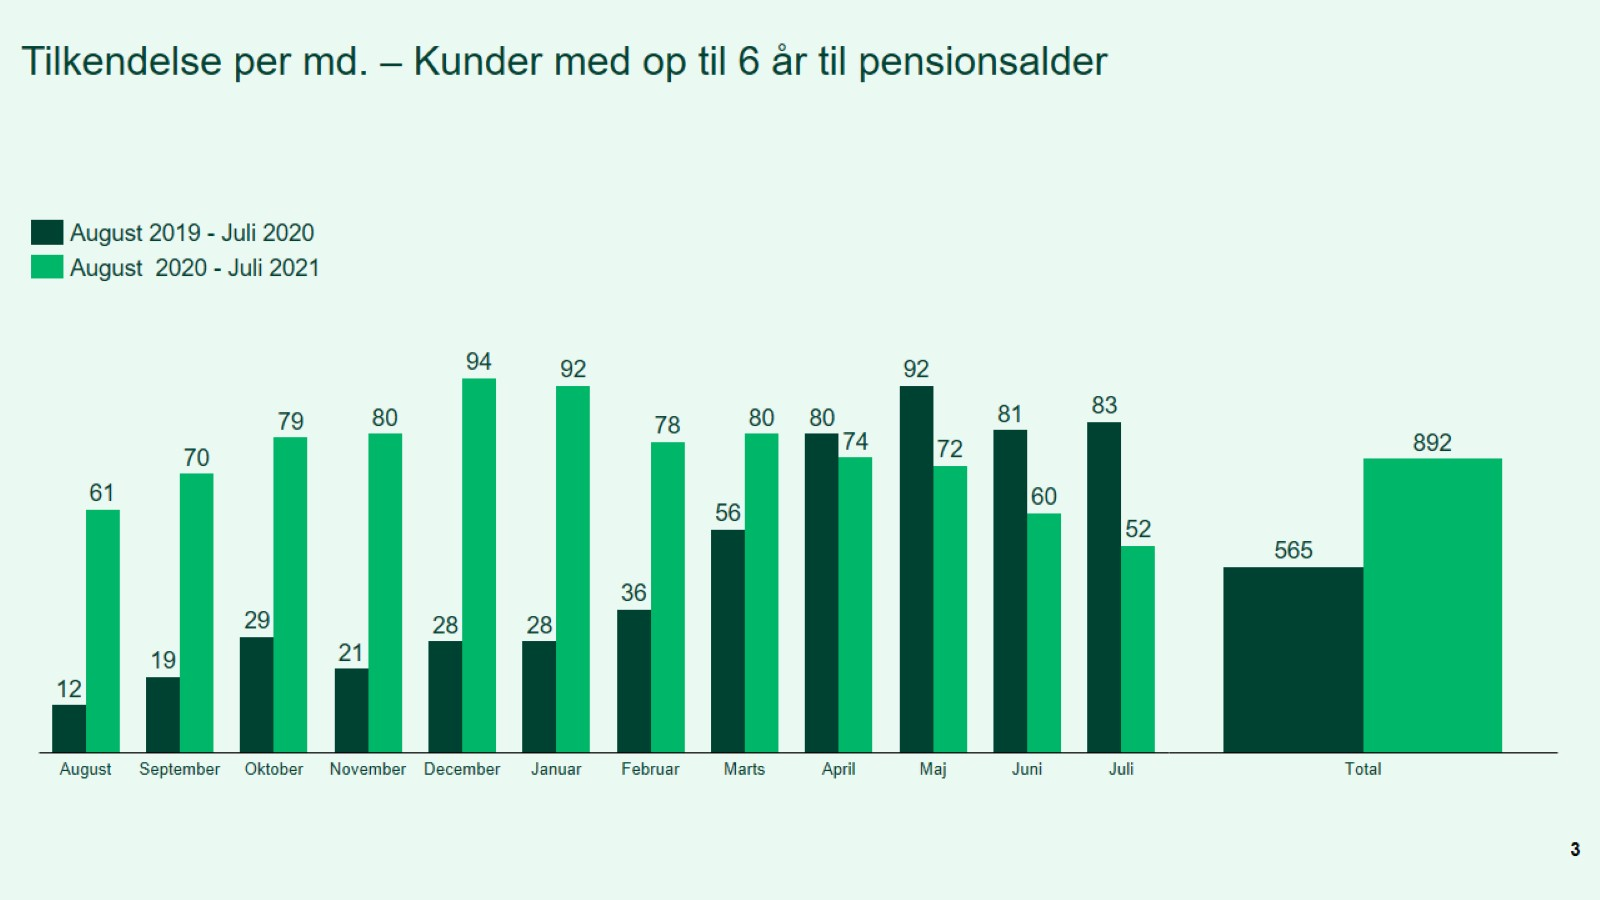 Tilkendelse per md. – Kunder med op til 6 år til pensionsalder
August 2019 - Juli 2020
August  2020 - Juli 2021
12 61 19 70 29 79 21 80 28 94 28 92 36 78 56 80 80 74 92 72 81 60 83 52 565 892
August September Oktober November December Januar Februar Marts April Maj Juni Juli Total
3